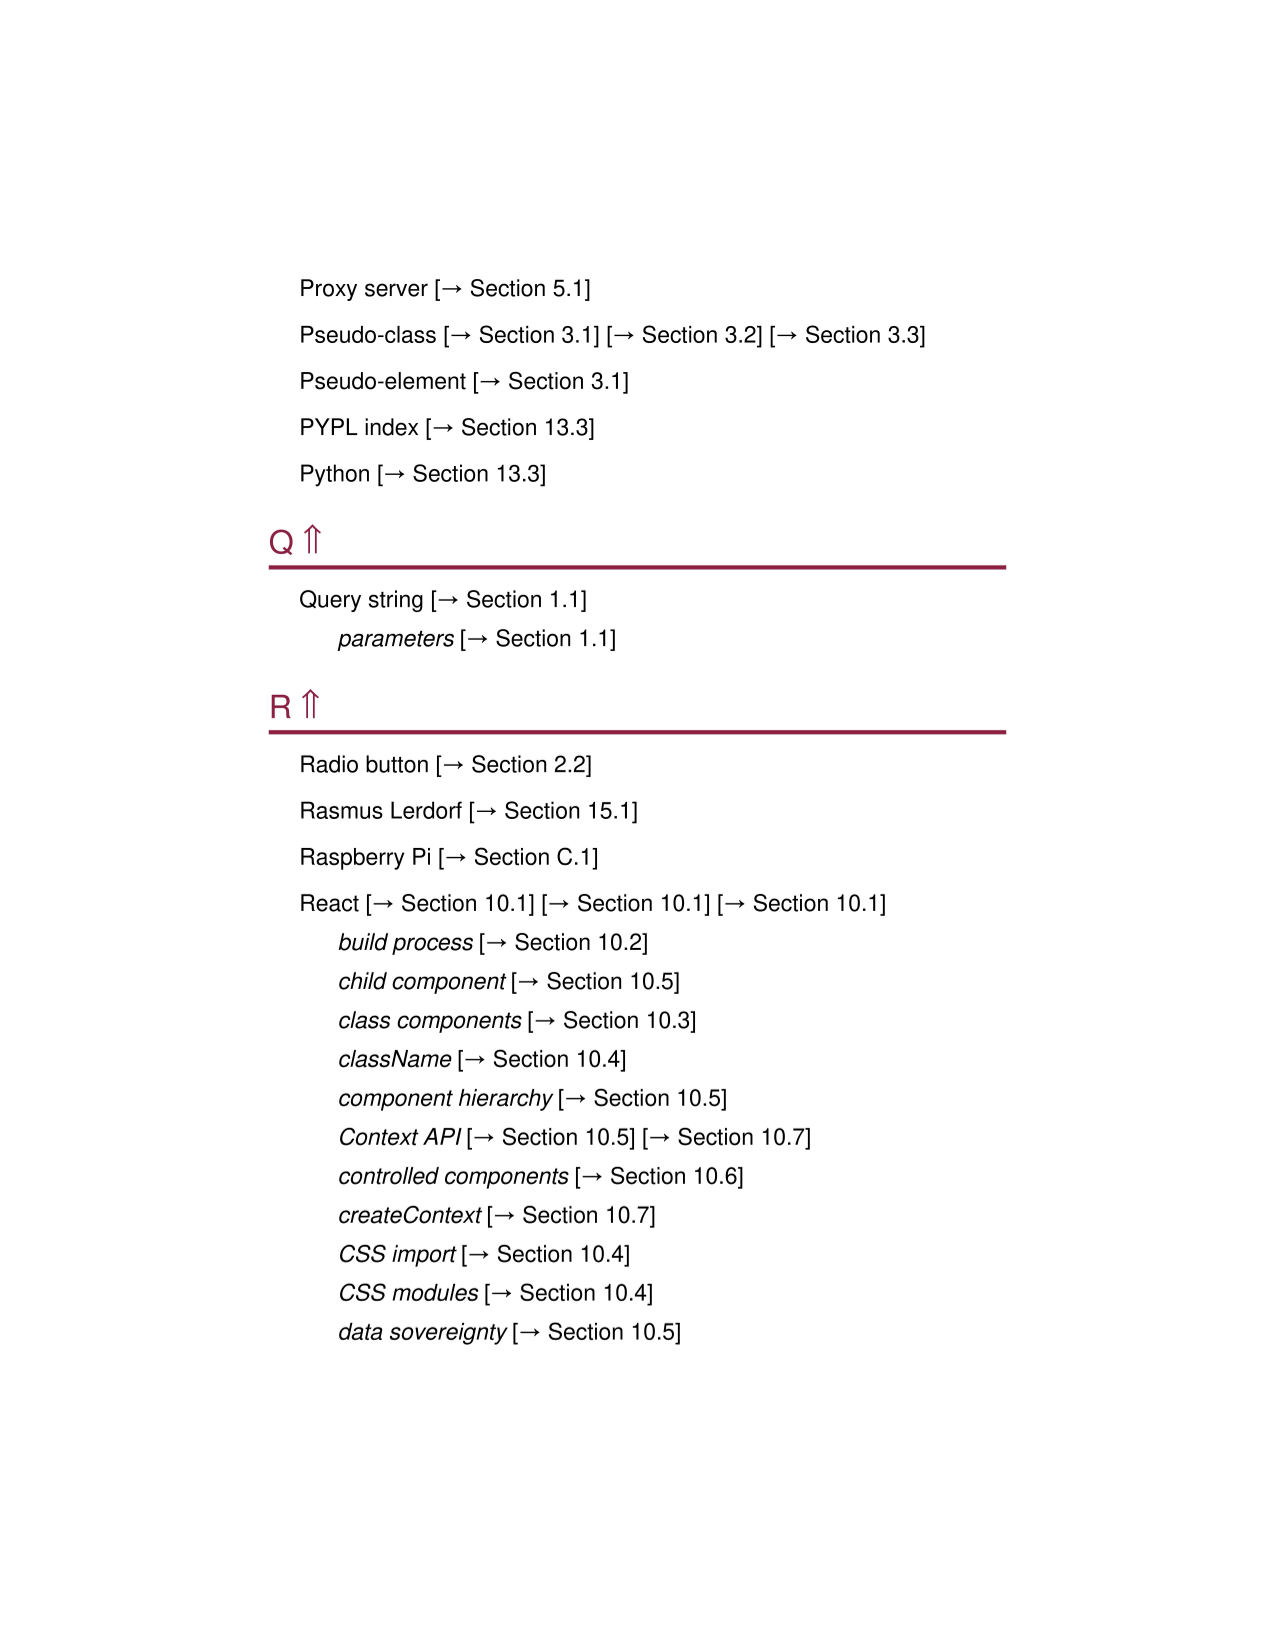 Proxy server [→ Section 5.1]
Pseudo-class [→ Section 3.1] [→ Section 3.2] [→ Section 3.3]
Pseudo-element [→ Section 3.1]
PYPL index [→ Section 13.3]
Python [→ Section 13.3]
Q ⇑
Query string [→ Section 1.1]
parameters [→ Section 1.1]
R ⇑
Radio button [→ Section 2.2]
Rasmus Lerdorf [→ Section 15.1]
Raspberry Pi [→ Section C.1]
React [→ Section 10.1] [→ Section 10.1] [→ Section 10.1]
build process [→ Section 10.2]
child component [→ Section 10.5]
class components [→ Section 10.3]
className [→ Section 10.4]
component hierarchy [→ Section 10.5]
Context API [→ Section 10.5] [→ Section 10.7]
controlled components [→ Section 10.6]
createContext [→ Section 10.7]
CSS import [→ Section 10.4]
CSS modules [→ Section 10.4]
data sovereignty [→ Section 10.5]